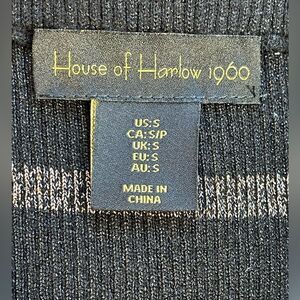 House of Harlow 1960
US:S
CA:S/P
UK:S
EU:S
AU:S
MADE IN
CHINA